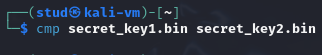 ┌──(stud㉿kali-vm)-[~]
└─$ cmp secret_key1.bin secret_key2.bin